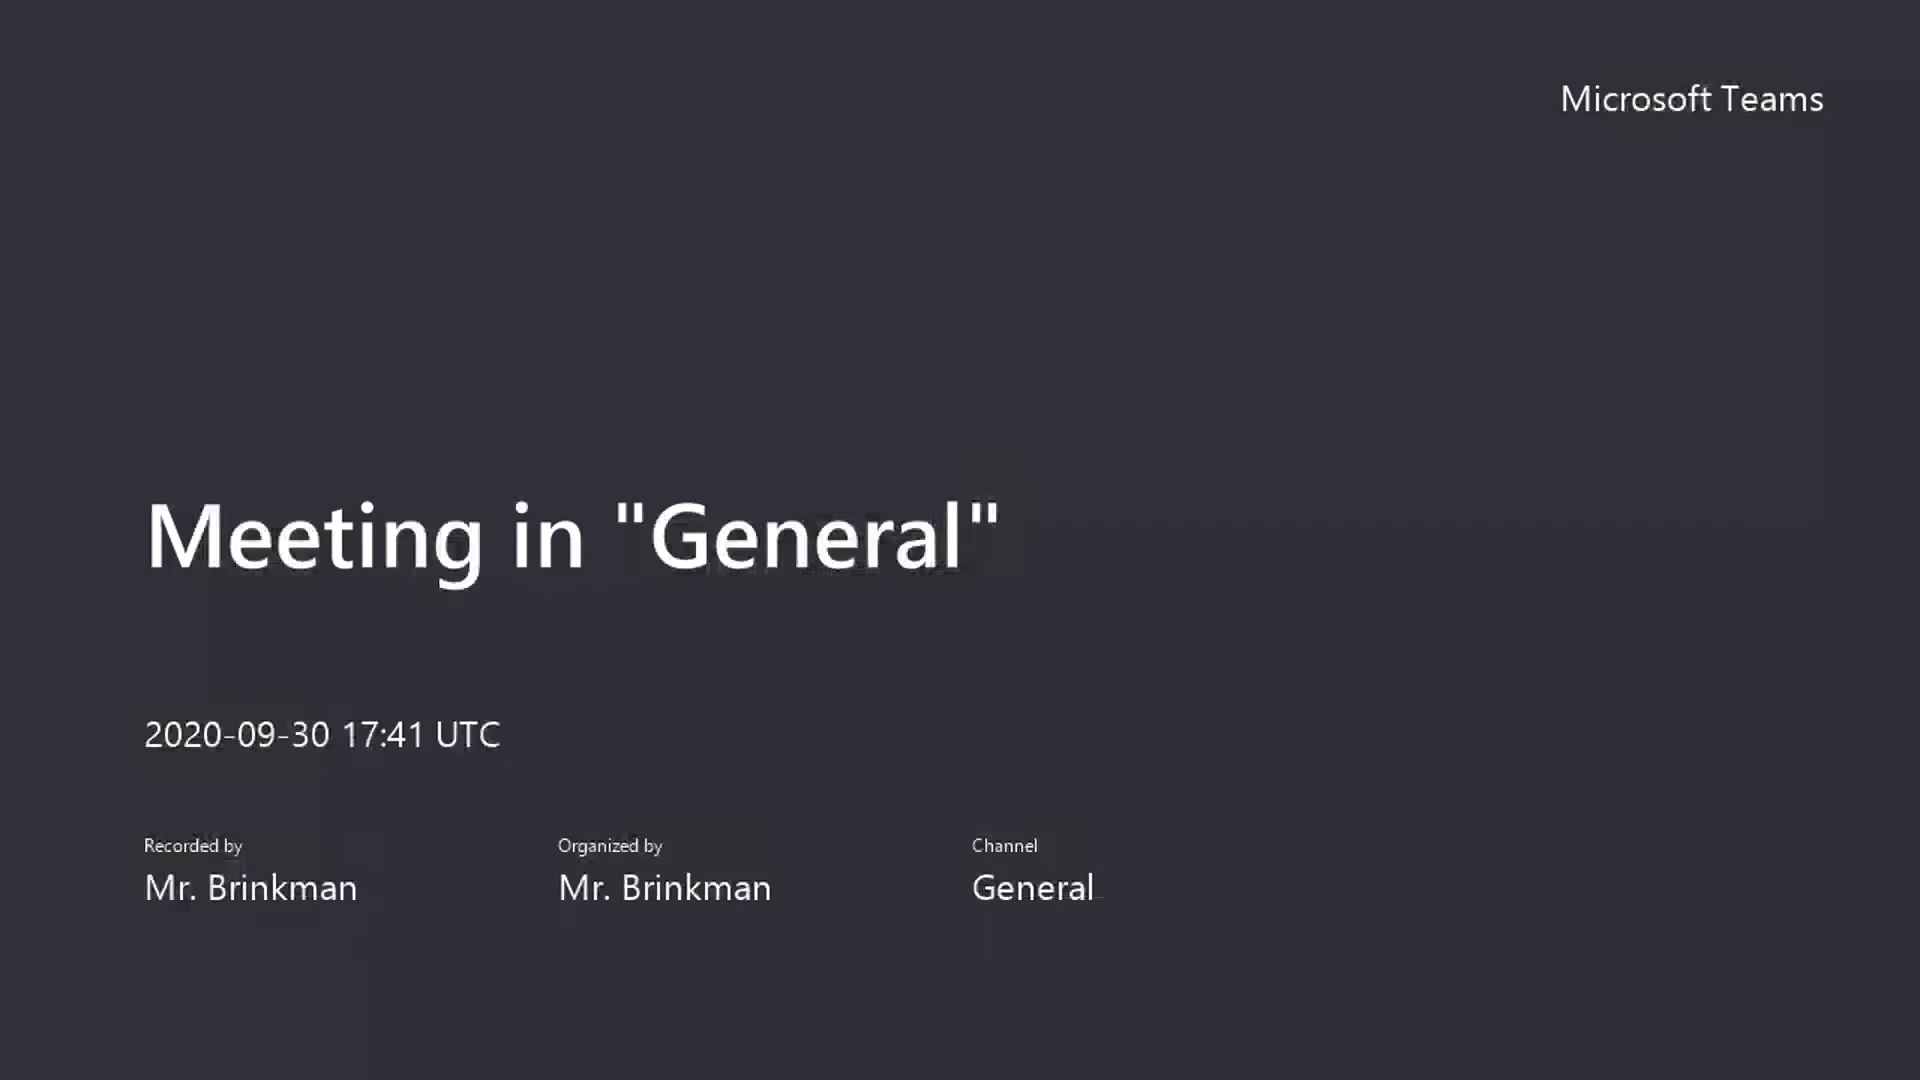 Microsoft Teams
Meeting in "General"
2020-09-30 17:41 UTC
Recorded by
Mr. Brinkman
Organized by
Mr. Brinkman
Channel
General